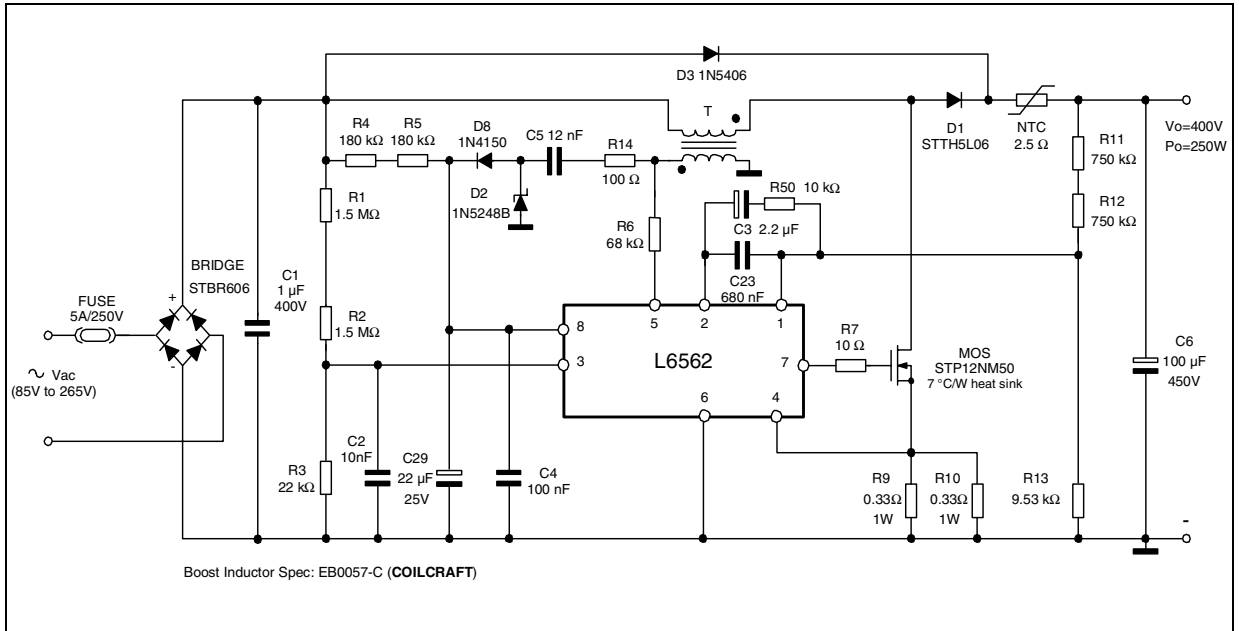 D3 1N5406
T
R4
180 kΩ
R5
180 kΩ
D8
1N4150
C5 12 nF
R14
100 Ω
D1
STTH5L06
NTC
2.5 Ω
R11
750 kΩ
Vo=400V
Po=250W
R1
1.5 MΩ
D2
1N5248B
R6
68 kΩ
R50 10 kΩ
C3 2.2 µF
R12
750 kΩ
BRIDGE
STBR606
+
-
FUSE
5A/250V
C1
1 µF
400V
C23
680 nF
R2
1.5 MΩ
5
2
1
8
3
L6562
7
6
4
R7
10 Ω
MOS
STP12NM50
7 °C/W heat sink
C6
100 µF
450V
~ Vac
(85V to 265V)
R3
22 kΩ
C2
10nF
C29
22 µF
25V
C4
100 nF
R9
0.33Ω
1W
R10
0.33Ω
1W
R13
9.53 kΩ
-
Boost Inductor Spec: EB0057-C (COILCRAFT)